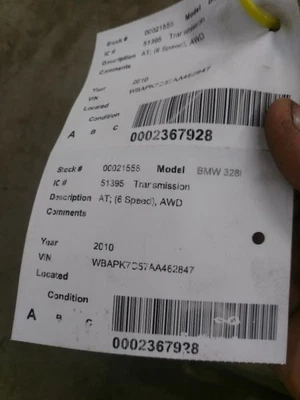 Stock # 00021555
IC # 51395 Transmission
Description AT; (6 Speed), AWD
Comments
Year 2010
VIN
Located
Condition
A B C
0002367928
Stock # 00021555 Model BMW 328i
IC # 51395 Transmission
Description AT; (6 Speed), AWD
Comments
Year 2010
VIN WBAPK7C57AA462847
Located
Condition
A B C
0002367928